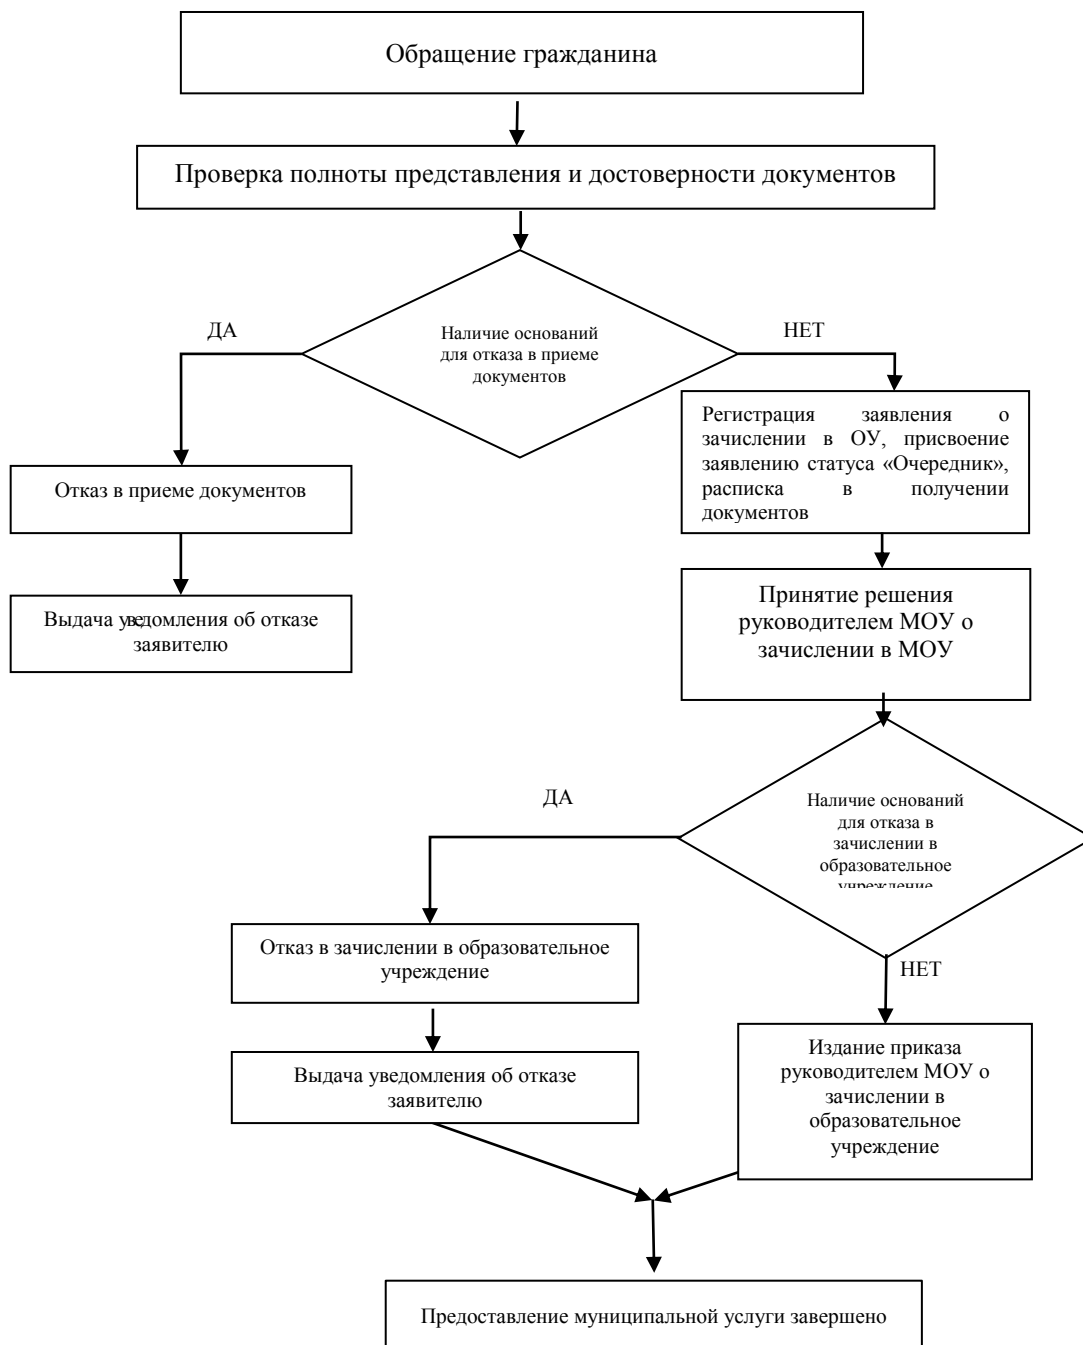 Обращение гражданина
Проверка полноты представления и достоверности документов
ДА
Наличие оснований
для отказа в приеме
документов
НЕТ
Регистрация заявления о
зачислении в ОУ, присвоение
заявлению статуса «Очередник»,
расписка в получении
документов
Отказ в приеме документов
Выдача уведомления об отказе
заявителю
Принятие решения
руководителем МОУ о
зачислении в МОУ
ДА
Наличие оснований
для отказа в
зачислении в
образовательное
учреждение
НЕТ
Отказ в зачислении в образовательное
учреждение
Выдача уведомления об отказе
заявителю
Издание приказа
руководителем МОУ о
зачислении в
образовательное
учреждение
Предоставление муниципальной услуги завершено